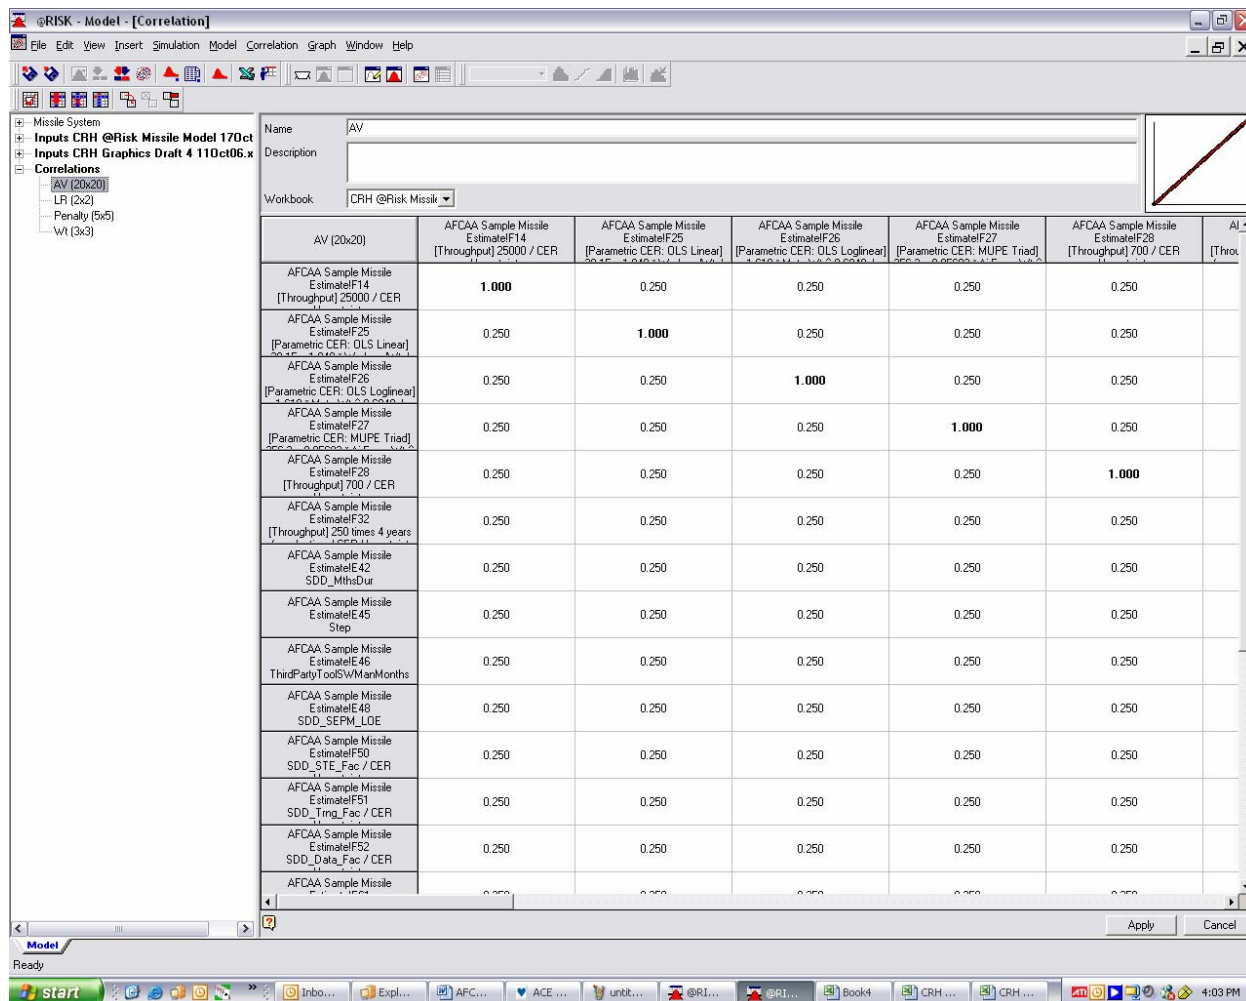 @RISK - Model - [Correlation]
File Edit View Insert Simulation Model Correlation Graph Window Help
Missile System
Inputs CRH @Risk Missile Model 17Oct
Inputs CRH Graphics Draft 4 11Oct06.x
Correlations
AV (20x20)
LR (2x2)
Penalty (5x5)
Wt (3x3)
Name AV
Description
Workbook CRH @Risk Missile
AV (20x20)
AFCAA Sample Missile
Estimate!F14
[Throughput] 25000 / CER
AFCAA Sample Missile
Estimate!F25
[Parametric CER: OLS Linear]
AFCAA Sample Missile
Estimate!F26
[Parametric CER: OLS Loglinear]
AFCAA Sample Missile
Estimate!F27
[Parametric CER: MUPE Triad]
AFCAA Sample Missile
Estimate!F28
[Throughput] 700 / CER
AFCAA Sample Missile
Estimate!F14
[Throughput] 25000 / CER
1.000 0.250 0.250 0.250 0.250
AFCAA Sample Missile
Estimate!F25
[Parametric CER: OLS Linear]
0.250 1.000 0.250 0.250 0.250
AFCAA Sample Missile
Estimate!F26
[Parametric CER: OLS Loglinear]
0.250 0.250 1.000 0.250 0.250
AFCAA Sample Missile
Estimate!F27
[Parametric CER: MUPE Triad]
0.250 0.250 0.250 1.000 0.250
AFCAA Sample Missile
Estimate!F28
[Throughput] 700 / CER
0.250 0.250 0.250 0.250 1.000
AFCAA Sample Missile
Estimate!F32
[Throughput] 250 times 4 years
0.250 0.250 0.250 0.250 0.250
AFCAA Sample Missile
Estimate!E42
SDD_MthsDur
0.250 0.250 0.250 0.250 0.250
AFCAA Sample Missile
Estimate!E45
Step
0.250 0.250 0.250 0.250 0.250
AFCAA Sample Missile
Estimate!E46
ThirdPartyToolSWManMonths
0.250 0.250 0.250 0.250 0.250
AFCAA Sample Missile
Estimate!E48
SDD_SEPM_LOE
0.250 0.250 0.250 0.250 0.250
AFCAA Sample Missile
Estimate!F50
SDD_STE_Fac / CER
0.250 0.250 0.250 0.250 0.250
AFCAA Sample Missile
Estimate!F51
SDD_Trng_Fac / CER
0.250 0.250 0.250 0.250 0.250
AFCAA Sample Missile
Estimate!F52
SDD_Data_Fac / CER
0.250 0.250 0.250 0.250 0.250
AFCAA Sample Missile
Apply Cancel
Model
Ready
start Inbo... Expl... AFC... ACE ... untit... @RI... @RI... Book4 CRH ... CRH ... 4:03 PM